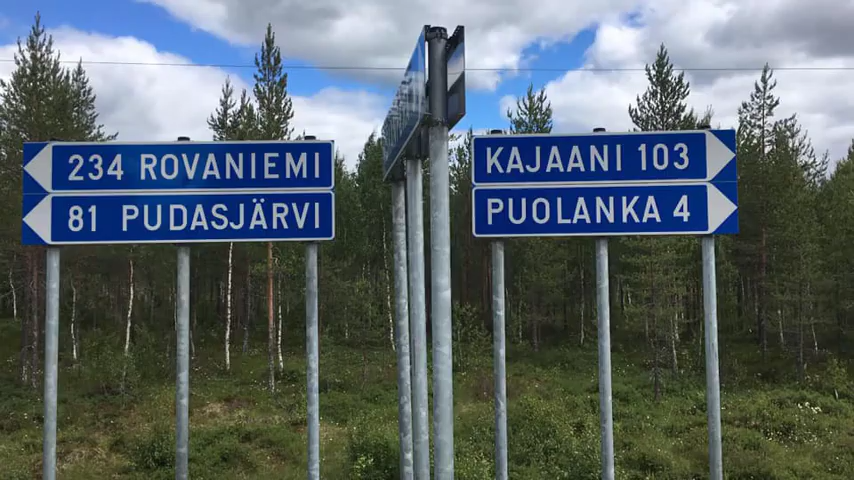 234 ROVANIEMI
81 PUDASJÄRVI
KAJAANI 103
PUOLANKA 4